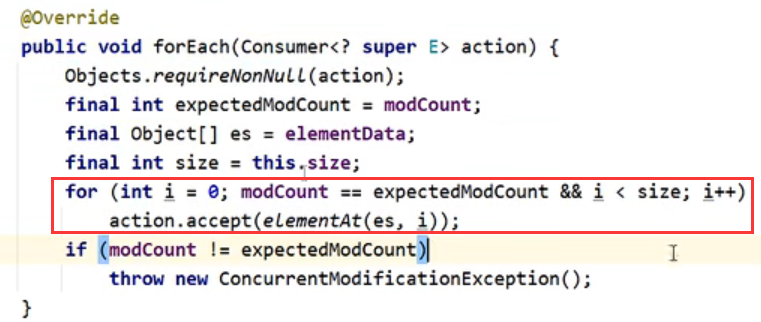 @Override
public void forEach(Consumer<? super E> action) {
Objects.requireNonNull(action);
final int expectedModCount = modCount;
final Object[] es = elementData;
final int size = this.size;
for (int i = 0; modCount == expectedModCount && i < size; i++)
action.accept(elementAt(es, i));
if (modCount != expectedModCount)
throw new ConcurrentModificationException();
}